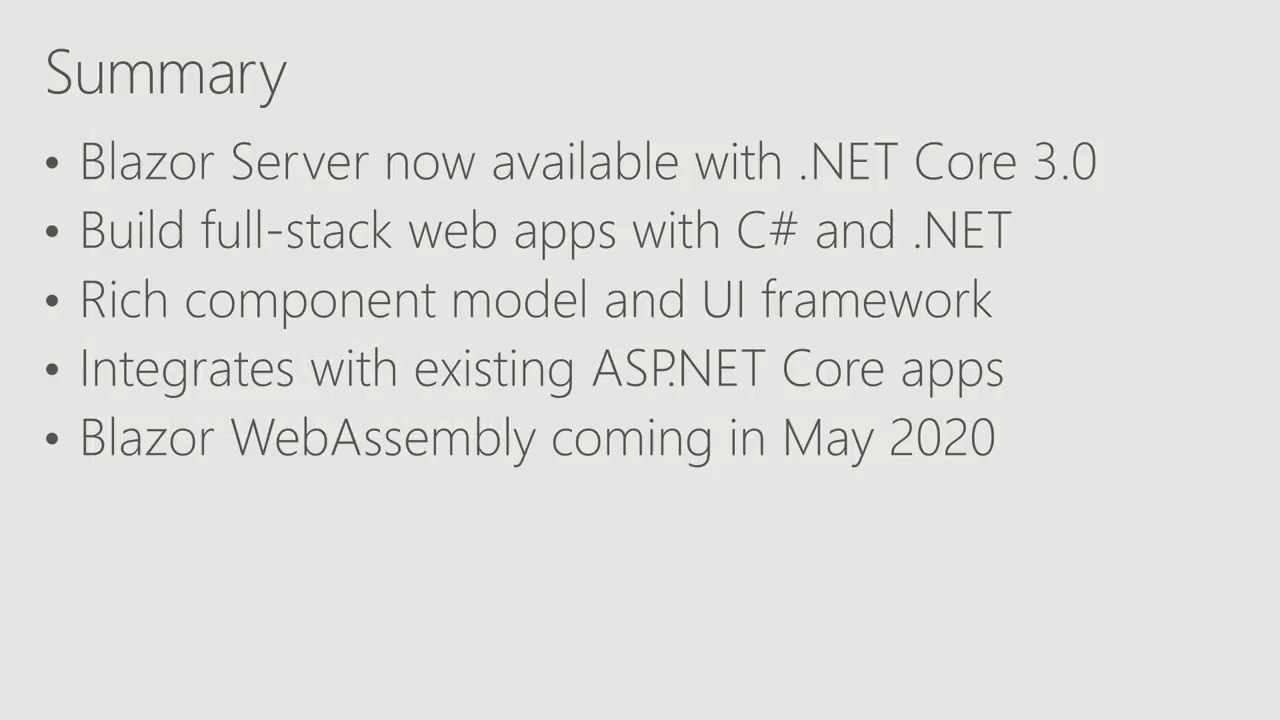 Summary
• Blazor Server now available with .NET Core 3.0
• Build full-stack web apps with C# and .NET
• Rich component model and UI framework
• Integrates with existing ASP.NET Core apps
• Blazor WebAssembly coming in May 2020